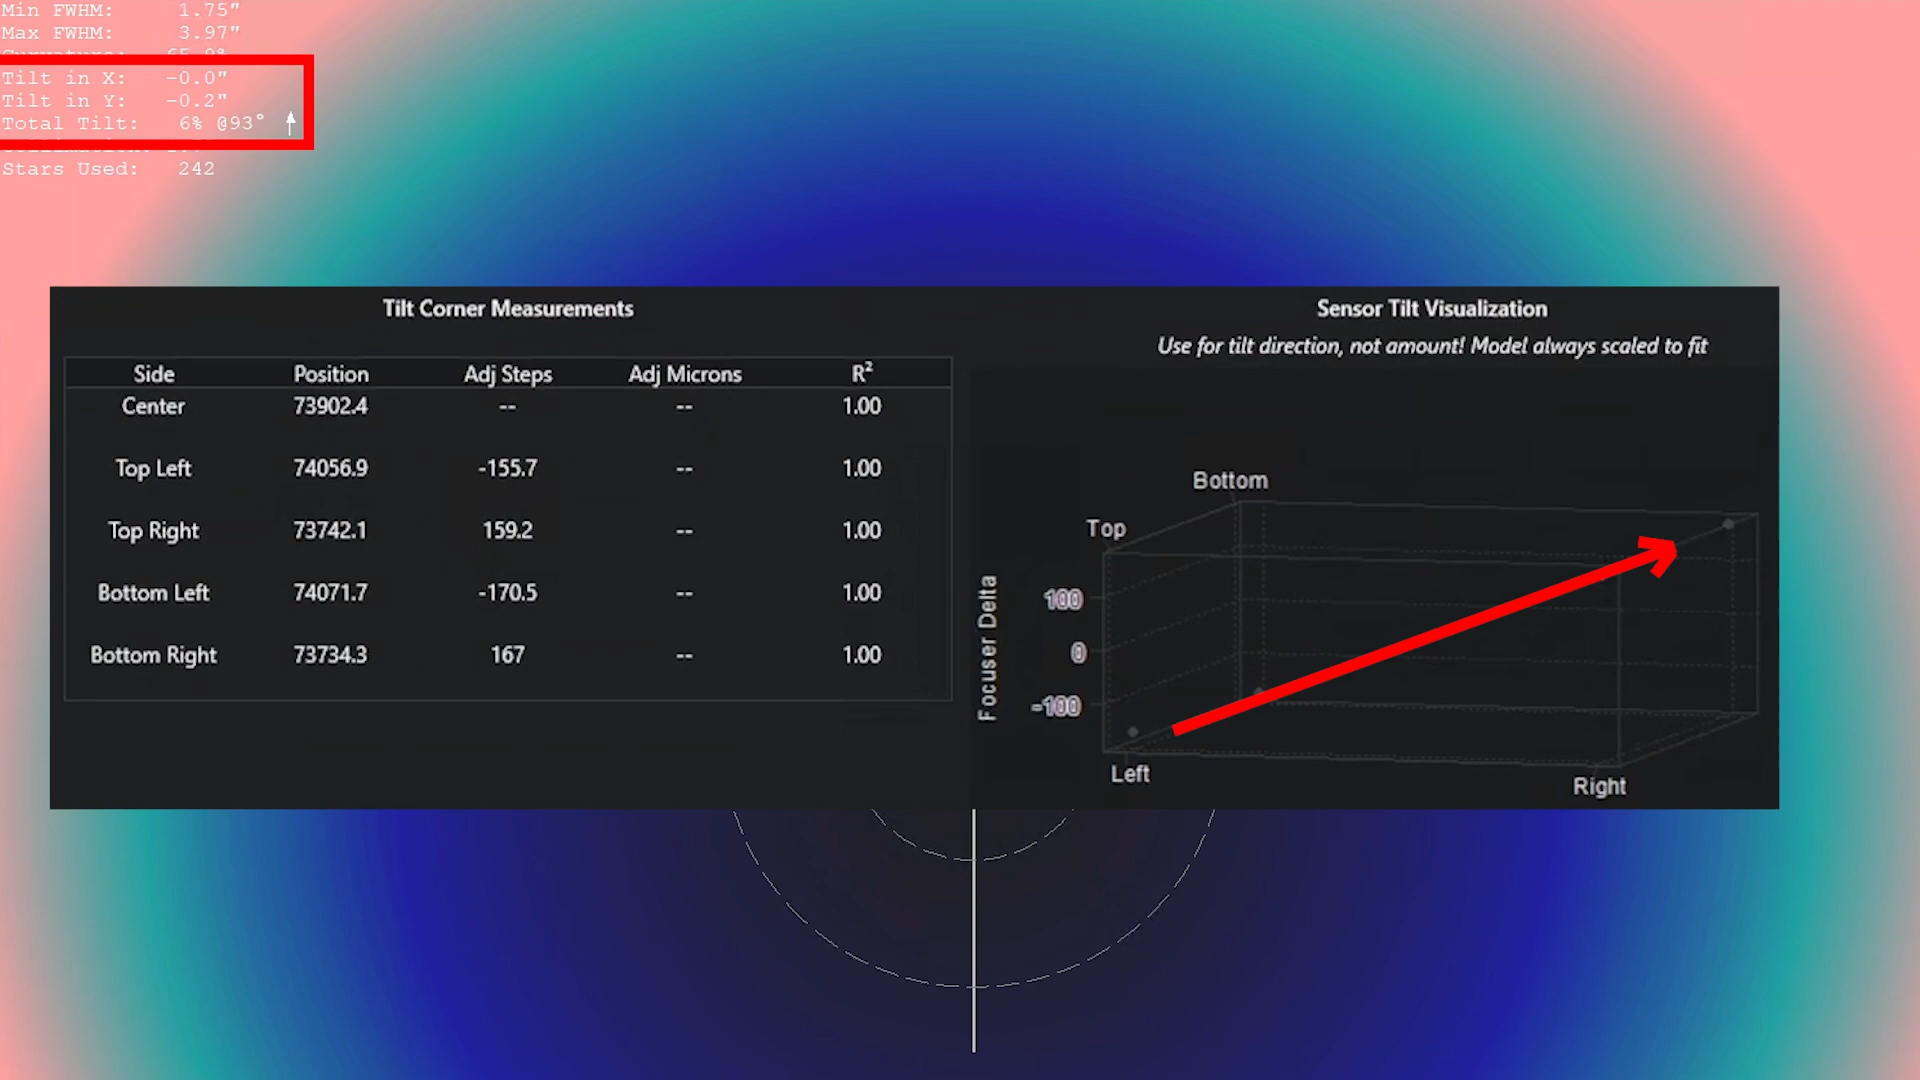 Min FWHM: 1.75"
Max FWHM: 3.97"
Tilt in X: -0.0"
Tilt in Y: -0.2"
Total Tilt: 6% @93°
Stars Used: 242
Tilt Corner Measurements
Side Position Adj Steps Adj Microns R²
Center 73902.4 -- -- 1.00
Top Left 74056.9 -155.7 -- 1.00
Top Right 73742.1 159.2 -- 1.00
Bottom Left 74071.7 -170.5 -- 1.00
Bottom Right 73734.3 167 -- 1.00
Sensor Tilt Visualization
Use for tilt direction, not amount! Model always scaled to fit
Bottom
Top
Focuser Delta
100
0
-100
Left
Right